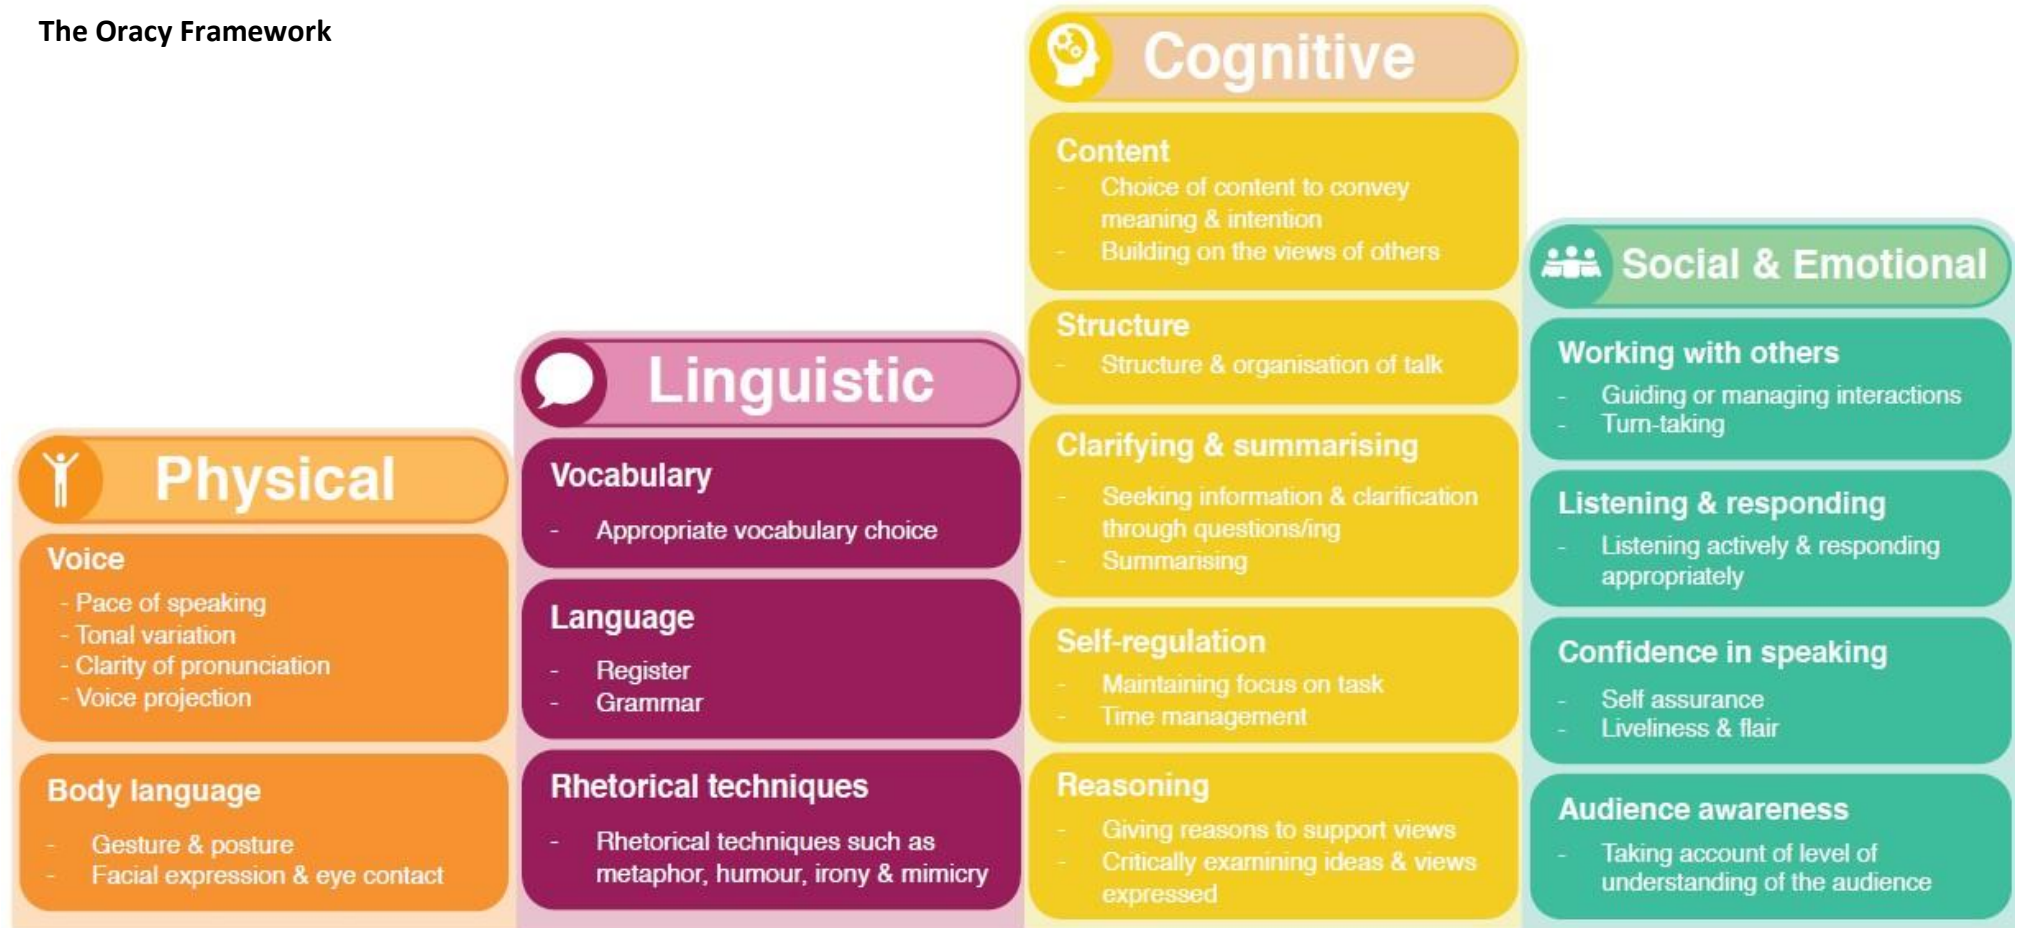 The Oracy Framework
Physical
Voice
- Pace of speaking
- Tonal variation
- Clarity of pronunciation
- Voice projection
Body language
- Gesture & posture
- Facial expression & eye contact
Linguistic
Vocabulary
- Appropriate vocabulary choice
Language
- Register
- Grammar
Rhetorical techniques
- Rhetorical techniques such as
metaphor, humour, irony & mimicry
Cognitive
Content
- Choice of content to convey
meaning & intention
- Building on the views of others
Structure
- Structure & organisation of talk
Clarifying & summarising
- Seeking information & clarification
through questions/ing
- Summarising
Self-regulation
- Maintaining focus on task
- Time management
Reasoning
- Giving reasons to support views
- Critically examining ideas & views
expressed
Social & Emotional
Working with others
- Guiding or managing interactions
- Turn-taking
Listening & responding
- Listening actively & responding
appropriately
Confidence in speaking
- Self assurance
- Liveliness & flair
Audience awareness
- Taking account of level of
understanding of the audience